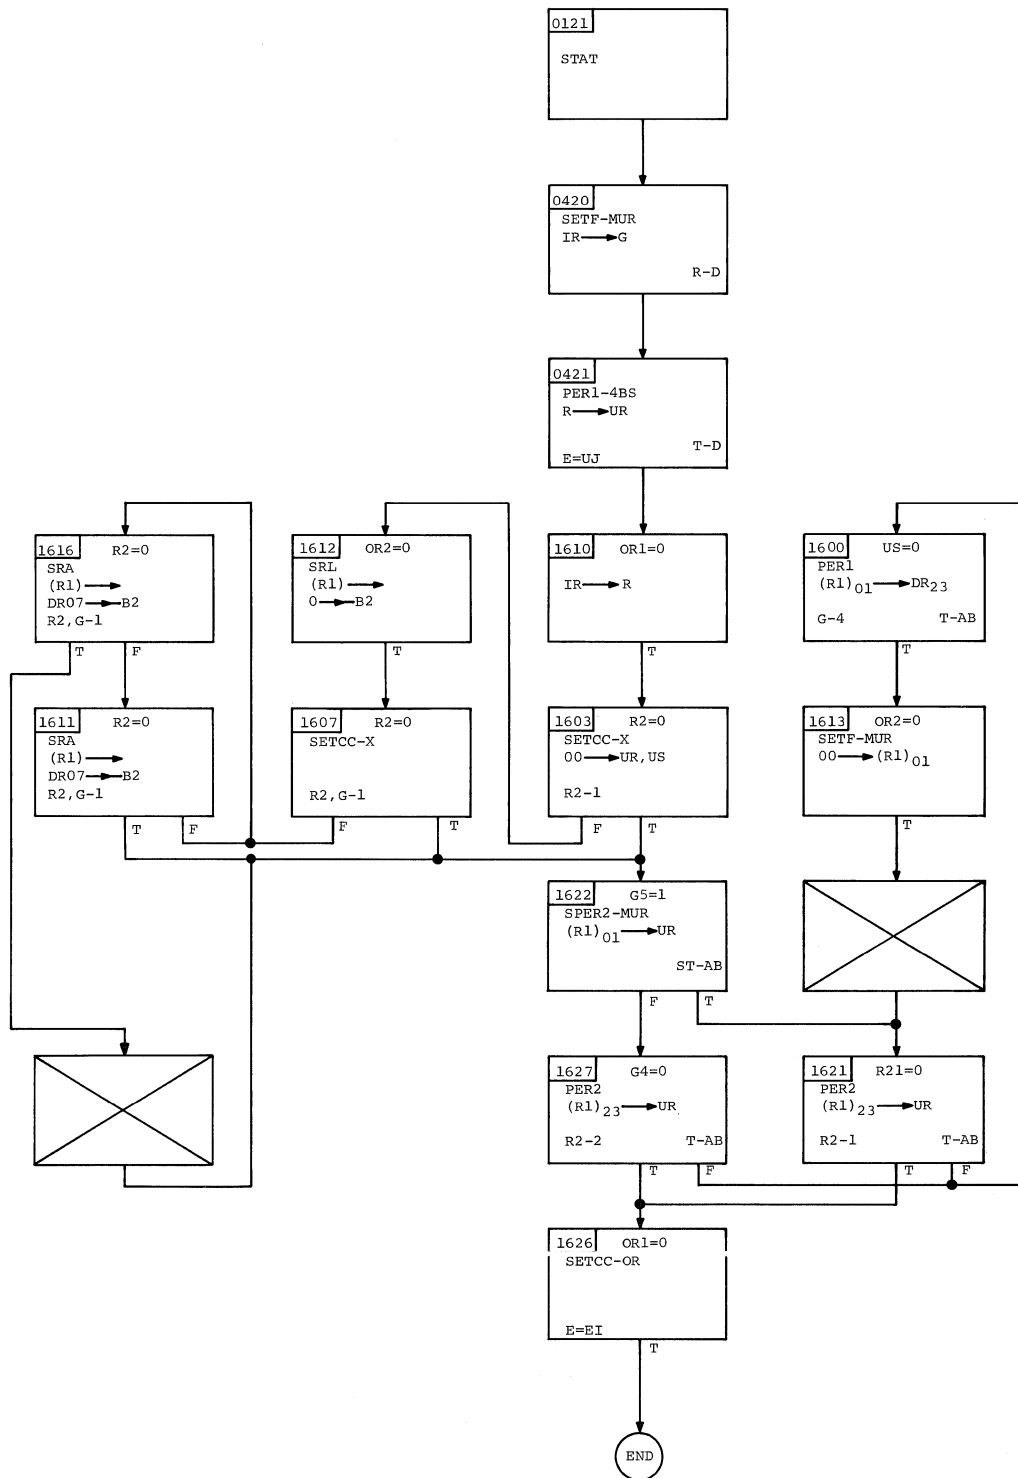 0121
STAT
0420
SETF-MUR
IR→G
R-D
0421
PER1-4BS
R→UR
T-D
E=UJ
1616 R2=0
SRA
(R1)→
DR07→B2
R2,G-1
T F
1612 OR2=0
SRL
(R1)→
0→B2
T
1610 OR1=0
IR→R
T
1600 US=0
PER1
(R1)01→DR23
G-4 T-AB
T
1611 R2=0
SRA
(R1)→
DR07→B2
R2,G-1
T F
1607 R2=0
SETCC-X
R2,G-1
F T
1603 R2=0
SETCC-X
00→UR,US
R2-1
F T
1613 OR2=0
SETF-MUR
00→(R1)01
T
1622 G5=1
SPER2-MUR
(R1)01→UR
ST-AB
F T
1627 G4=0
PER2
(R1)23→UR
R2-2 T-AB
T F
1621 R21=0
PER2
(R1)23→UR
R2-1 T-AB
T F
1626 OR1=0
SETCC-OR
E=EI
T
END